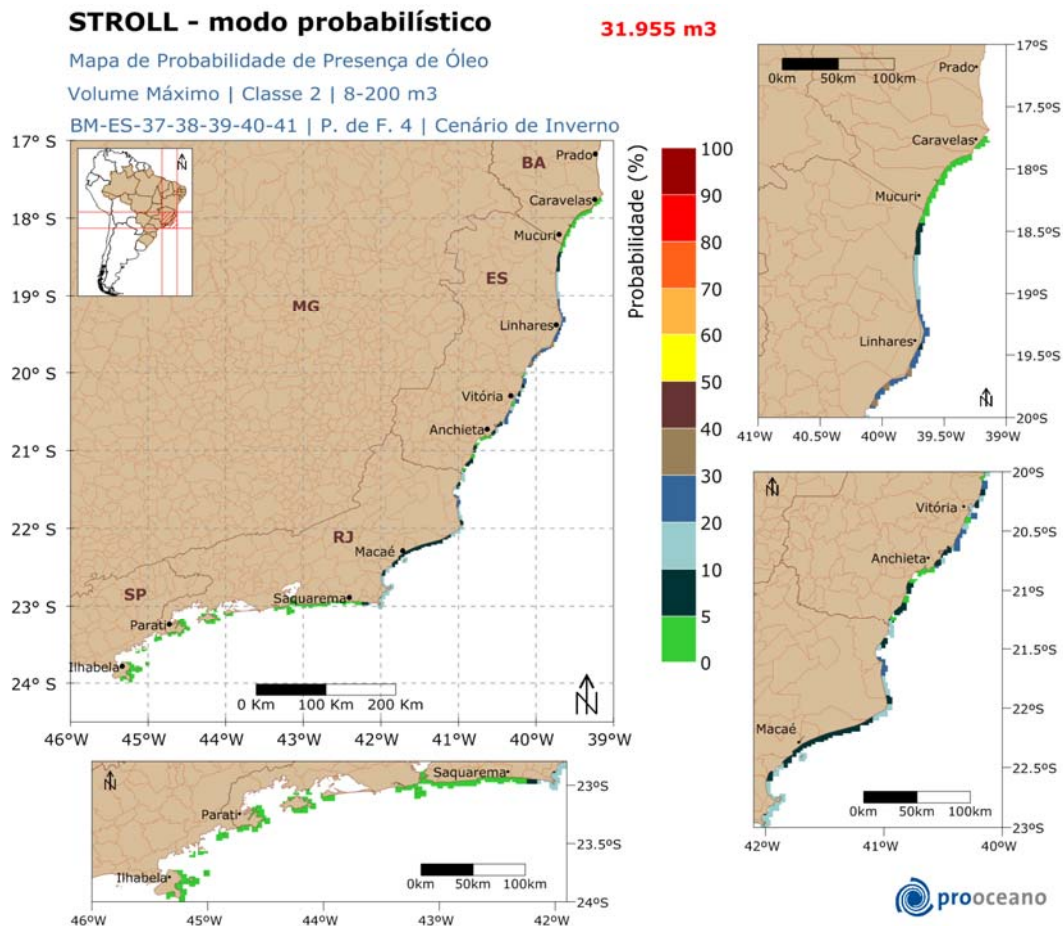 STROLL - modo probabilístico
31.955 m3
Mapa de Probabilidade de Presença de Óleo
Volume Máximo | Classe 2 | 8-200 m3
BM-ES-37-38-39-40-41 | P. de F. 4 | Cenário de Inverno
17° S
18° S
19° S
20° S
21° S
22° S
23° S
24° S
46°W
45°W
44°W
43°W
42°W
41°W
40°W
39°W
N
BA
Prado
Caravelas
Mucuri
ES
MG
Linhares
Vitória
Anchieta
RJ
Macaé
SP
Saquarema
Parati
Ilhabela
0 Km 100 Km 200 Km
N
Probabilidade (%)
100
90
80
70
60
50
40
30
20
10
5
0
0km 50km 100km
Prado
Caravelas
Mucuri
Linhares
N
17°S
17.5°S
18°S
18.5°S
19°S
19.5°S
20°S
41°W
40.5°W
40°W
39.5°W
39°W
N
Vitória
Anchieta
Macaé
0km 50km 100km
20°S
20.5°S
21°S
21.5°S
22°S
22.5°S
23°S
42°W
41°W
40°W
N
Saquarema
Parati
Ilhabela
0km 50km 100km
23°S
23.5°S
24°S
46°W
45°W
44°W
43°W
42°W
prooceano